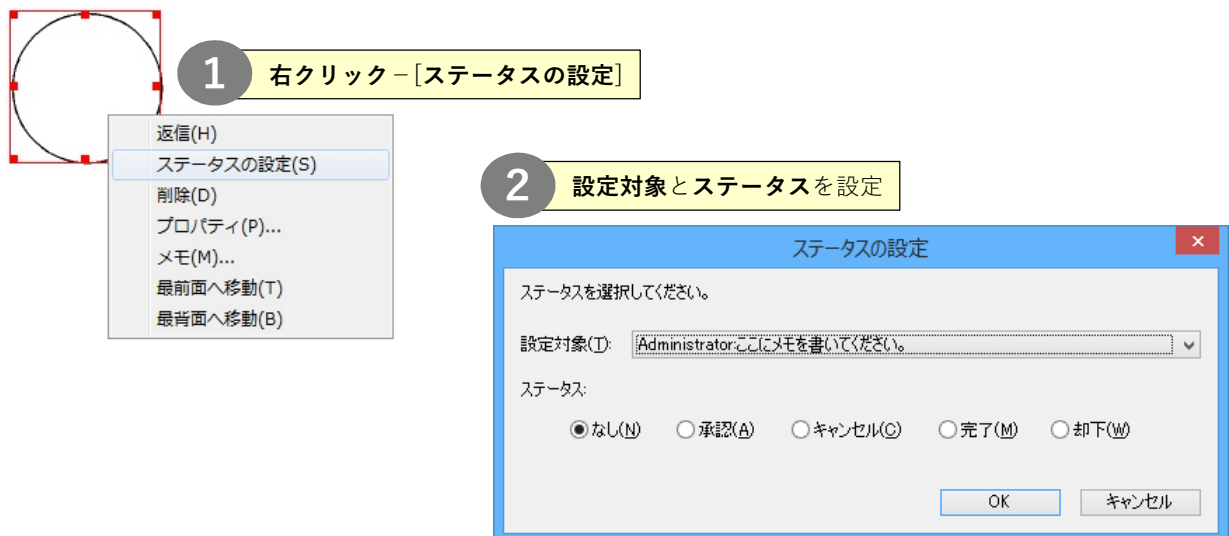 1
右クリック－[ステータスの設定]
返信(H)
ステータスの設定(S)
削除(D)
プロパティ(P)...
メモ(M)...
最前面へ移動(T)
最背面へ移動(B)
2
設定対象とステータスを設定
ステータスの設定
×
ステータスを選択してください。
設定対象(T): Administrator:ここにメモを書いてください。
ステータス:
なし(N) 承認(A) キャンセル(C) 完了(M) 却下(W)
OK キャンセル